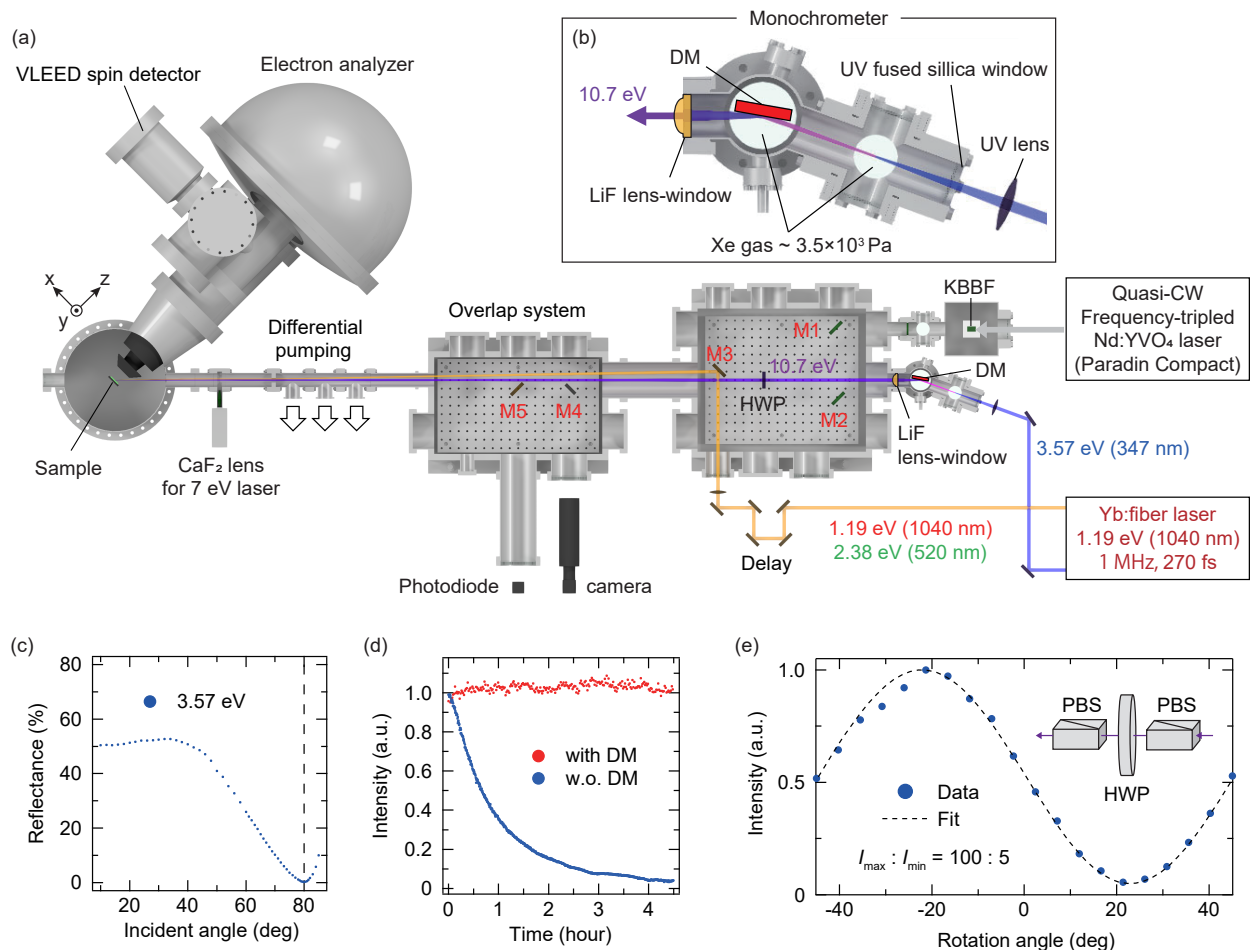 (a)
VLEED spin detector
Electron analyzer
x
z
y
Differential
pumping
Sample
CaF₂ lens
for 7 eV laser
Overlap system
M5
M4
Photodiode
camera
M3
M1
10.7 eV
HWP
M2
KBBF
DM
LiF
lens-window
3.57 eV (347 nm)
1.19 eV (1040 nm)
2.38 eV (520 nm)
Delay
Quasi-CW
Frequency-tripled
Nd:YVO₄ laser
(Paradin Compact)
Yb:fiber laser
1.19 eV (1040 nm)
1 MHz, 270 fs
(b)
Monochrometer
DM
UV fused sillica window
10.7 eV
UV lens
LiF lens-window
Xe gas ~ 3.5×10³ Pa
(c)
Reflectance (%)
80
60
40
20
0
3.57 eV
20
40
60
80
Incident angle (deg)
(d)
Intensity (a.u.)
1.0
0.8
0.6
0.4
0.2
0
with DM
w.o. DM
0
1
2
3
4
Time (hour)
(e)
Intensity (a.u.)
1.0
0.5
0
PBS
PBS
HWP
Data
Fit
Imax : Imin = 100 : 5
-40
-20
0
20
40
Rotation angle (deg)